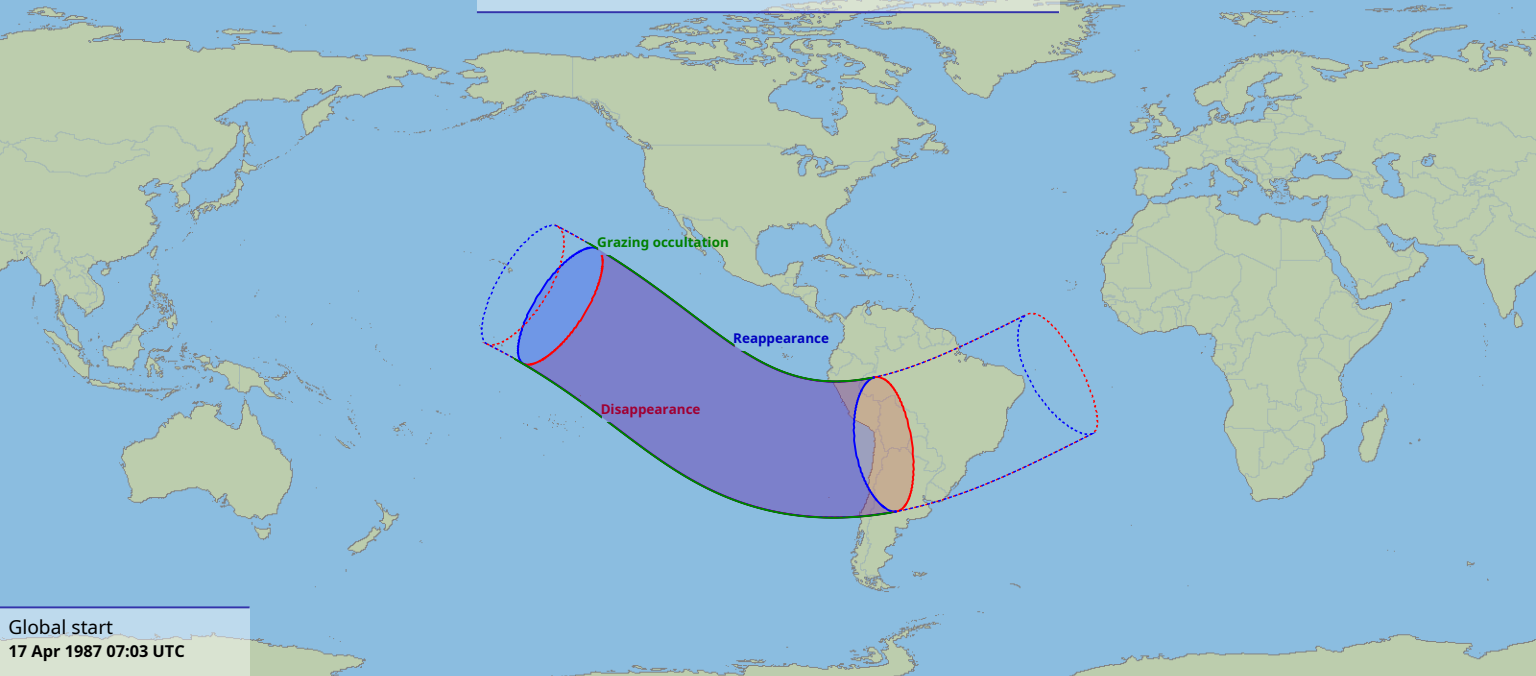 Grazing occultation
Reappearance
Disappearance
Global start
17 Apr 1987 07:03 UTC